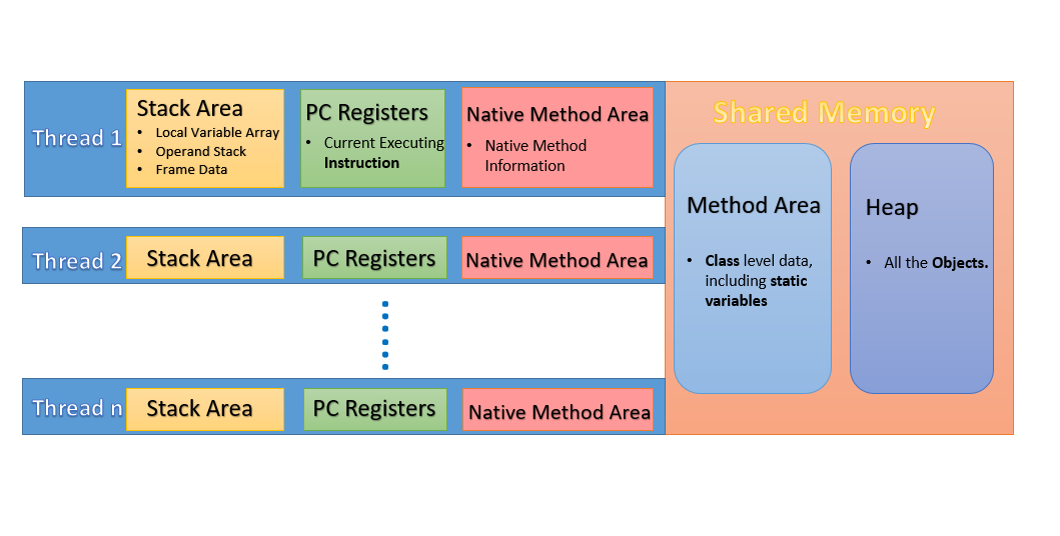 Shared Memory
Thread 1
Stack Area
• Local Variable Array
• Operand Stack
• Frame Data
PC Registers
• Current Executing
Instruction
Native Method Area
• Native Method
Information
Thread 2
Stack Area
PC Registers
Native Method Area
Thread n
Stack Area
PC Registers
Native Method Area
Method Area
• Class level data,
including static
variables
Heap
• All the Objects.